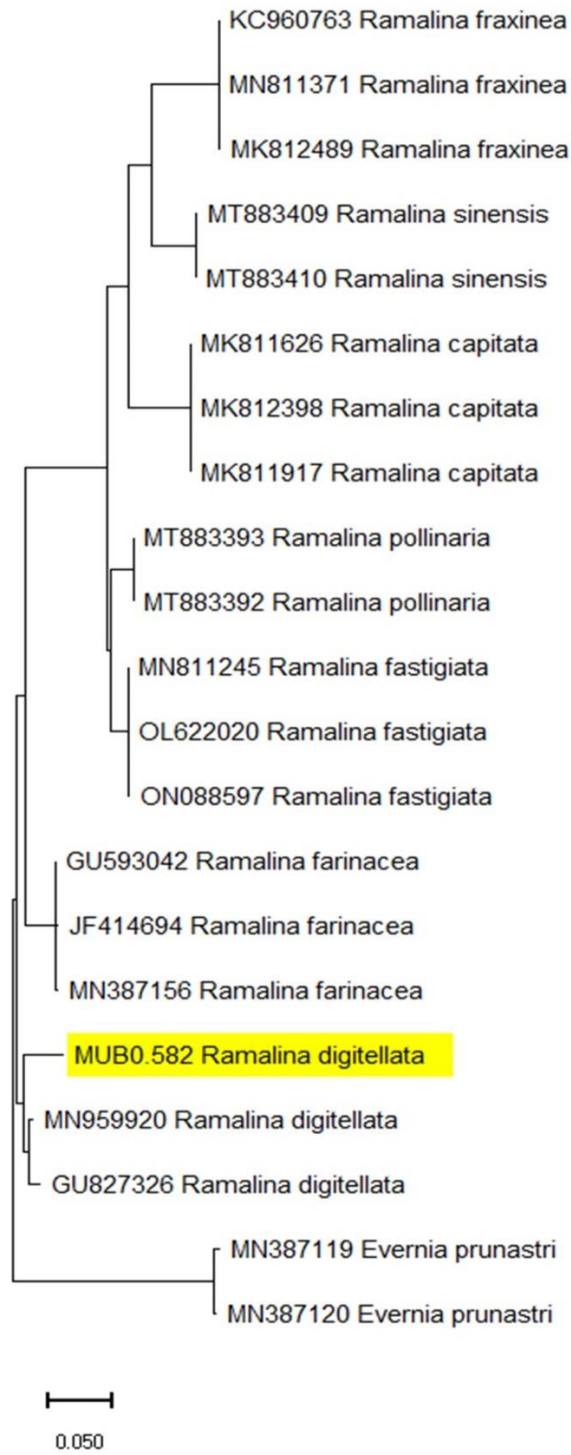 KC960763 Ramalina fraxinea
MN811371 Ramalina fraxinea
MK812489 Ramalina fraxinea
MT883409 Ramalina sinensis
MT883410 Ramalina sinensis
MK811626 Ramalina capitata
MK812398 Ramalina capitata
MK811917 Ramalina capitata
MT883393 Ramalina pollinaria
MT883392 Ramalina pollinaria
MN811245 Ramalina fastigiata
OL622020 Ramalina fastigiata
ON088597 Ramalina fastigiata
GU593042 Ramalina farinacea
JF414694 Ramalina farinacea
MN387156 Ramalina farinacea
MUB0.582 Ramalina digitellata
MN959920 Ramalina digitellata
GU827326 Ramalina digitellata
MN387119 Evernia prunastri
MN387120 Evernia prunastri
0.050